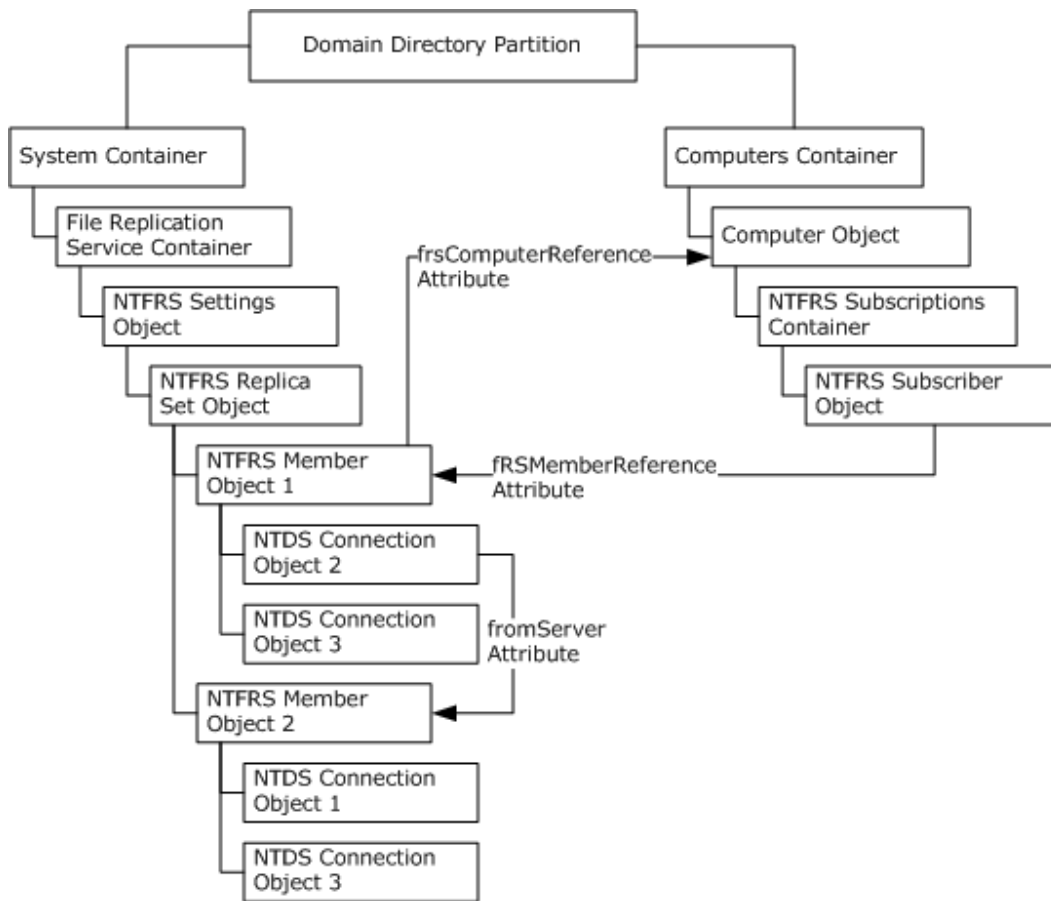 Domain Directory Partition
System Container
Computers Container
File Replication
Service Container
Computer Object
frsComputerReference
Attribute
NTFRS Settings
Object
NTFRS Subscriptions
Container
NTFRS Replica
Set Object
NTFRS Subscriber
Object
NTFRS Member
Object 1
fRSMemberReference
Attribute
NTDS Connection
Object 2
NTDS Connection
Object 3
fromServer
Attribute
NTFRS Member
Object 2
NTDS Connection
Object 1
NTDS Connection
Object 3